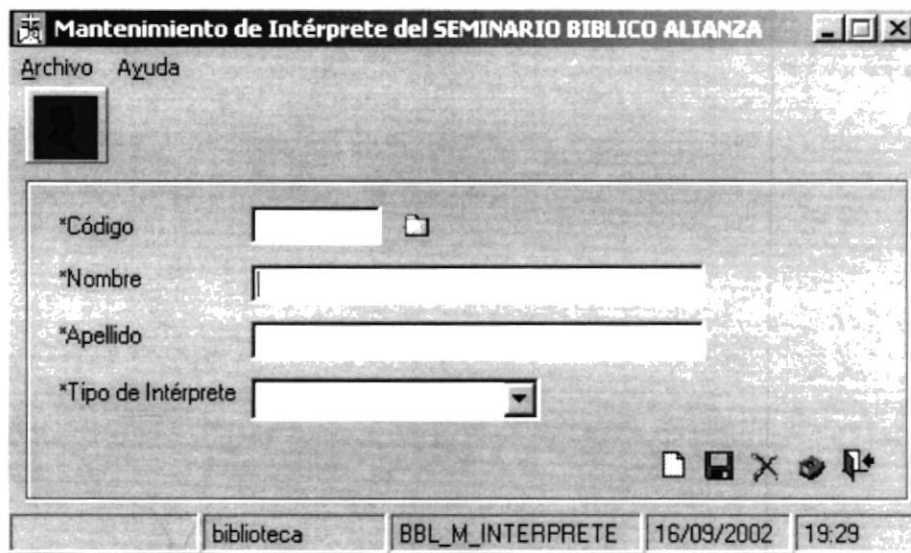 Mantenimiento de Intérprete del SEMINARIO BIBLICO ALIANZA
Archivo Ayuda
*Código
*Nombre
*Apellido
*Tipo de Intérprete
biblioteca BBL_M_INTERPRETE 16/09/2002 19:29